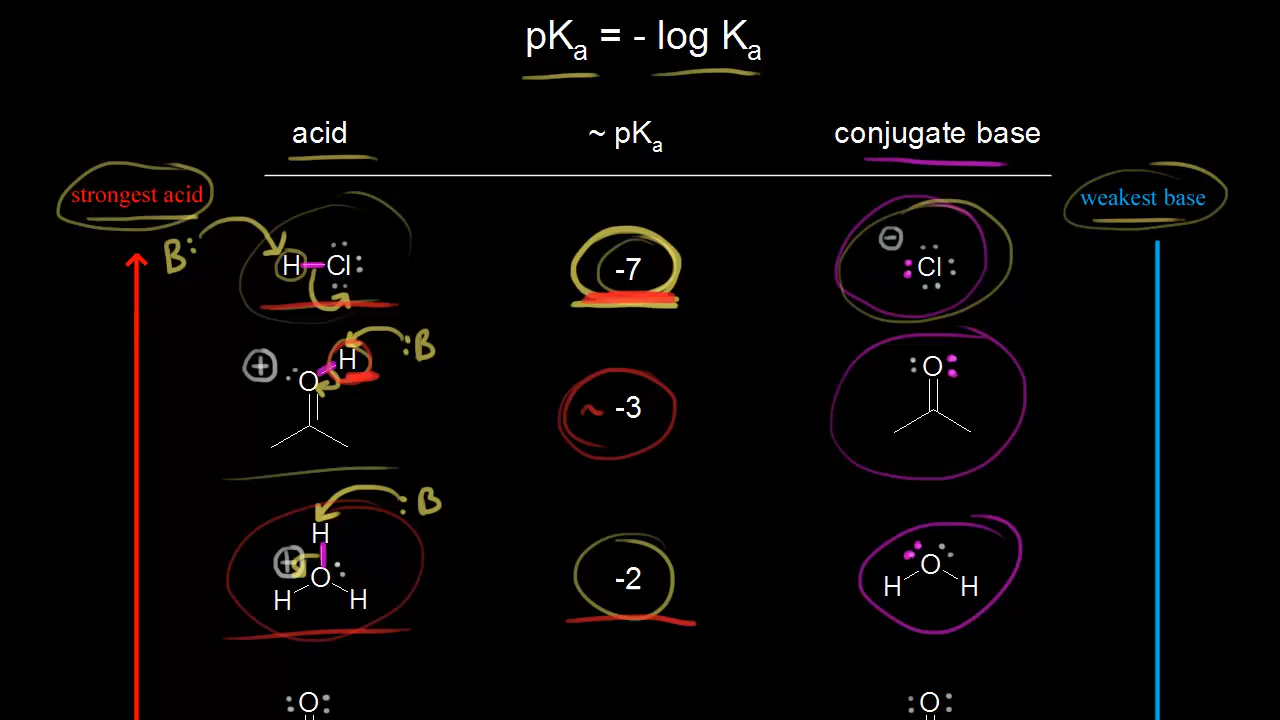 pKa = - log Ka
acid ~ pKa conjugate base
strongest acid weakest base
B: H Cl -7 Cl
H :B
O ~ -3 O
H :B
O -2 O
H H H H
O O